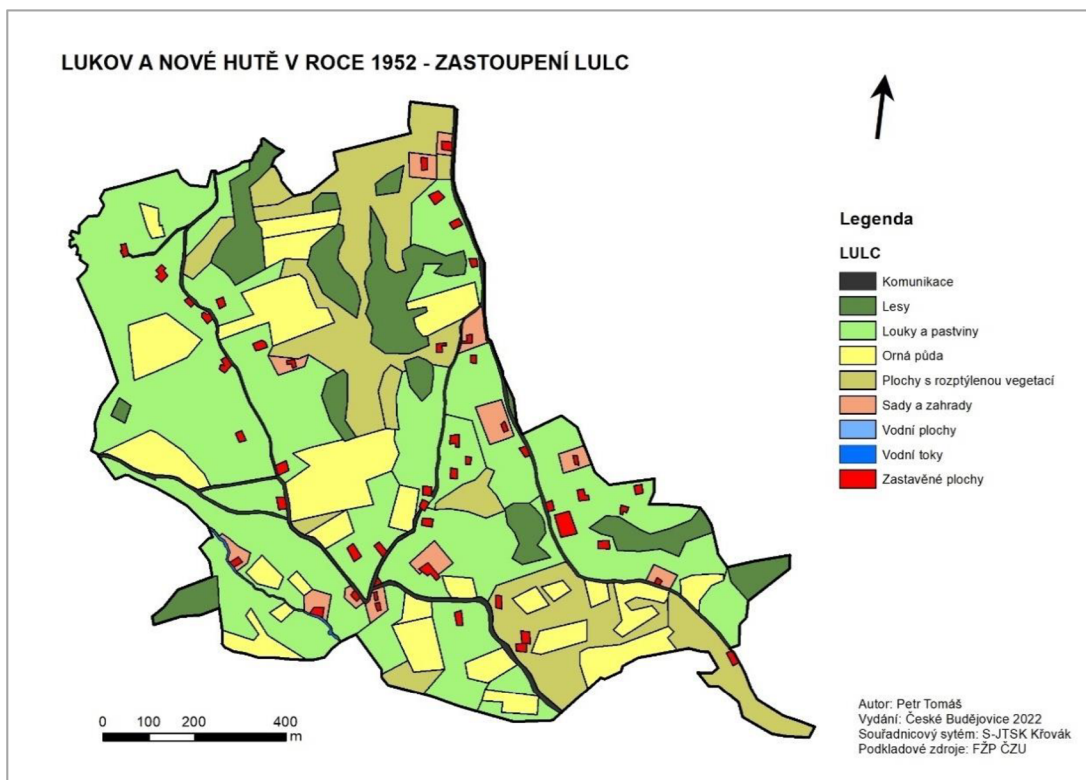 LUKOV A NOVÉ HUTĚ V ROCE 1952 - ZASTOUPENÍ LULC
Legenda
LULC
Komunikace
Lesy
Louky a pastviny
Orná půda
Plochy s rozptýlenou vegetací
Sady a zahrady
Vodní plochy
Vodní toky
Zastavěné plochy
0 100 200 400
m
Autor: Petr Tomáš
Vydání: České Budějovice 2022
Souřadnicový sytém: S-JTSK Křovák
Podkladové zdroje: FŽP ČZU